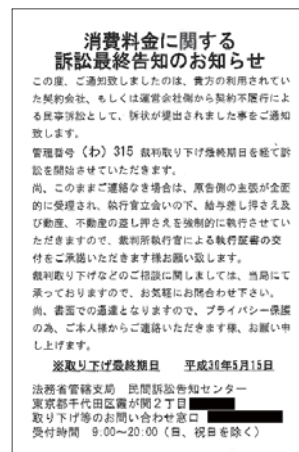 消費料金に関する
訴訟最終告知のお知らせ
この度、ご通知致しましたのは、貴方の利用されてい
た契約会社、もしくは運営会社側から契約不履行によ
る民事訴訟として、訴状が提出されました事をご通知
致します。
管理番号（わ）315 裁判取り下げ最終期日を経て訴
訟を開始させていただきます。
尚、このままご連絡なき場合は、原告側の主張が全面
的に受理され、執行官立会いの下、給与差し押さえ及
び動産、不動産の差し押さえを強制的に執行させてい
ただきますので、裁判所執行官による執行証書の交
付をご承諾いただきます様お願い致します。
裁判取り下げなどのご相談に関しましては、当局にて
承っておりますので、お気軽にお問合わせ下さい。
尚、書面での通達となりますので、プライバシー保護
の為、ご本人様からご連絡いただきます様、お願い申
し上げます。
※取り下げ最終期日 平成30年5月15日
法務省管轄支局 民間訴訟告知センター
東京都千代田区霞が関2丁目
取り下げ等のお問い合わせ窓口
受付時間 9:00~20:00（日、祝日を除く）